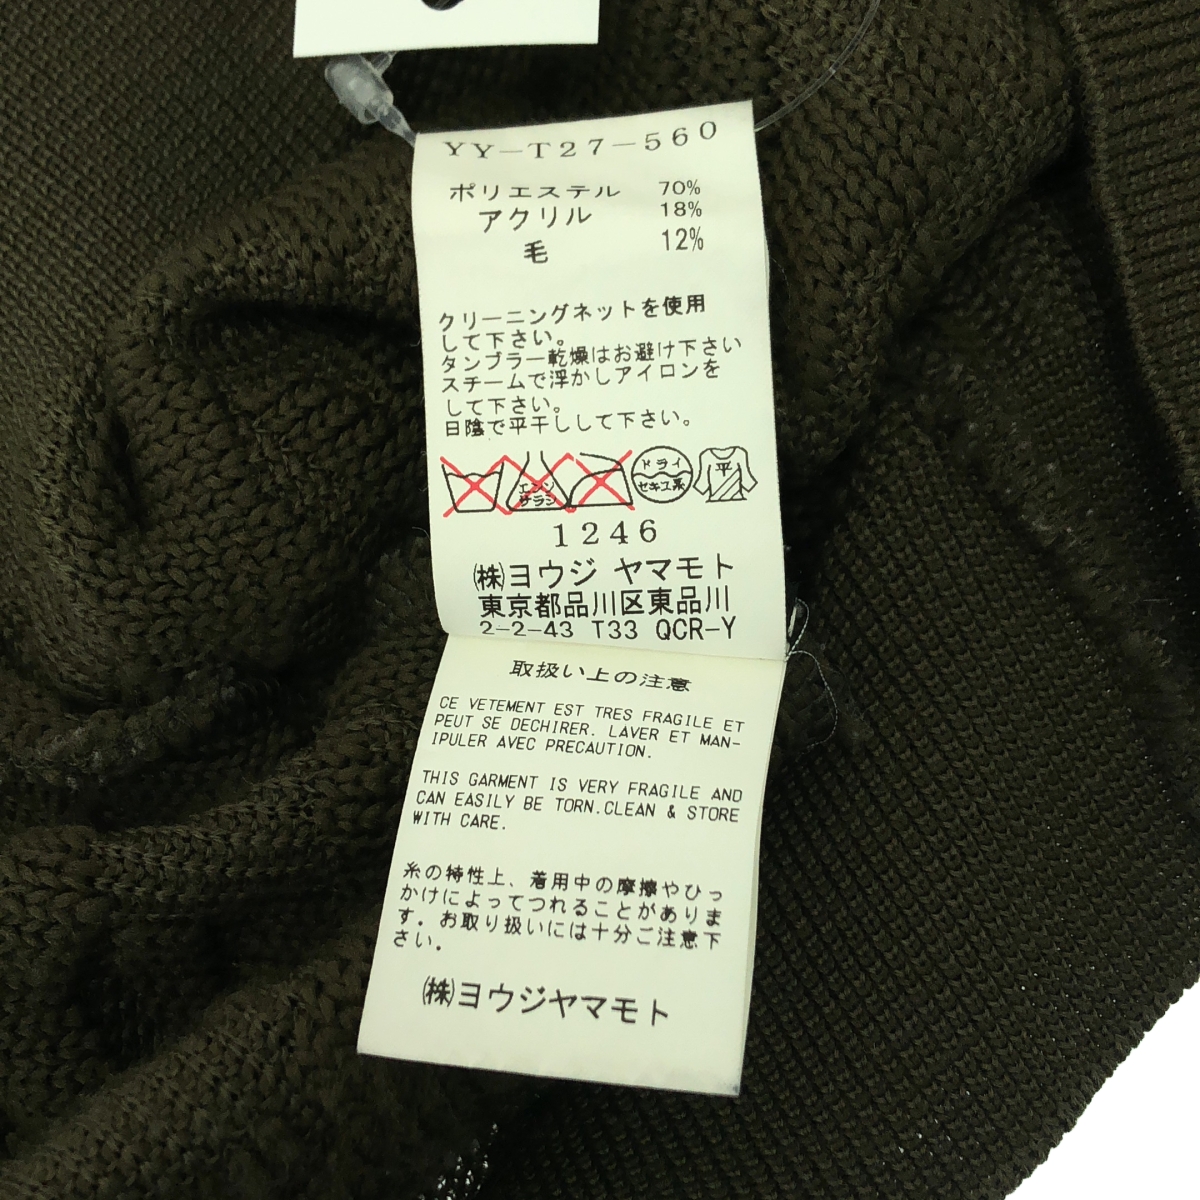 YY-T27-560
ポリエステル 70%
アクリル 18%
毛 12%
クリーニングネットを使用
して下さい。
タンブラー乾燥はお避け下さい
スチームで浮かしアイロンを
して下さい。
日陰で平干しして下さい。
エンソ
サラシ
ドライ
セキユ系
平
1246
㈱ヨウジ ヤマモト
東京都品川区東品川
2-2-43 T33 QCR-Y
取扱い上の注意
CE VETEMENT EST TRES FRAGILE ET
PEUT SE DECHIRER. LAVER ET MAN-
IPULER AVEC PRECAUTION.
THIS GARMENT IS VERY FRAGILE AND
CAN EASILY BE TORN.CLEAN & STORE
WITH CARE.
糸の特性上、着用中の摩擦やひっ
かけによってつれることがありま
す。お取り扱いには十分ご注意下
さい。
㈱ヨウジヤマモト